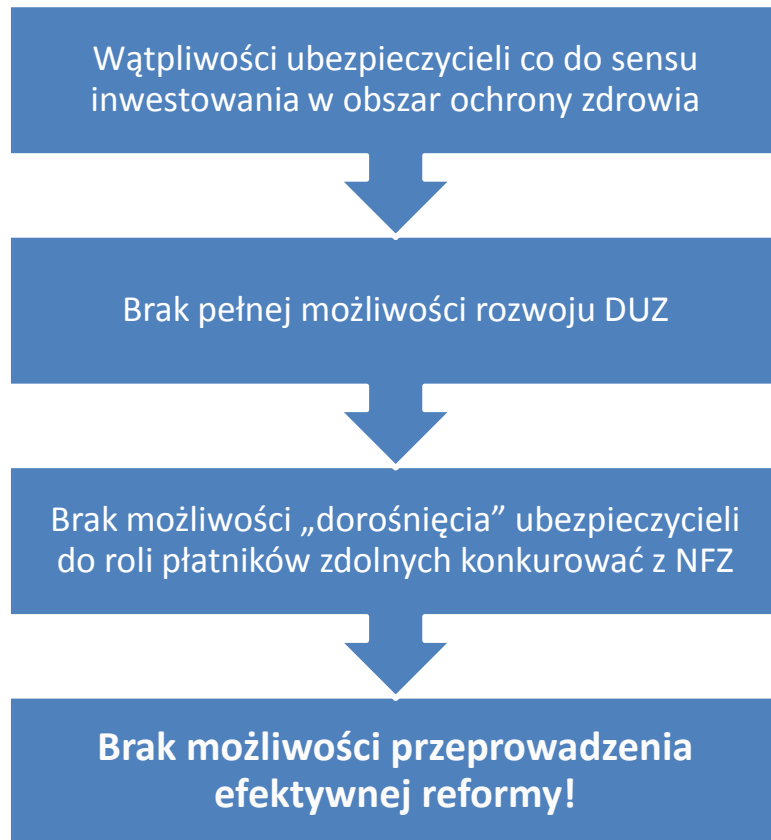 Wątpliwości ubezpieczycieli co do sensu
inwestowania w obszar ochrony zdrowia
Brak pełnej możliwości rozwoju DUZ
Brak możliwości „dorośnięcia” ubezpieczycieli
do roli płatników zdolnych konkurować z NFZ
Brak możliwości przeprowadzenia
efektywnej reformy!